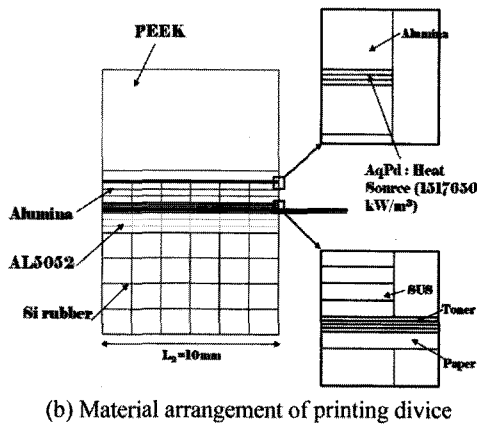 PEEK
Alumina
AqPd : Heat
Source (1517650
kW/m³)
Alumina
AL5052
Si rubber
SUS
Toner
Paper
L₂=10mm
(b) Material arrangement of printing divice